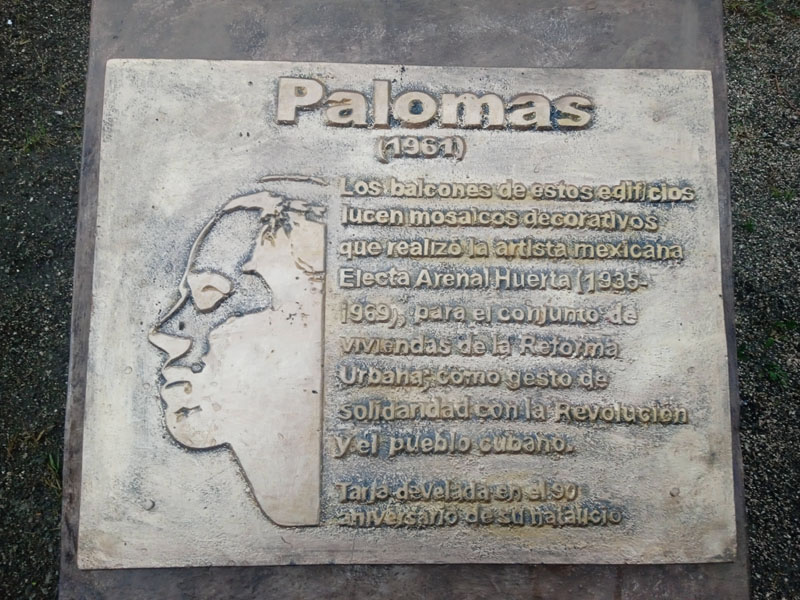 Palomas
(1961)
Los balcones de estos edificios
lucen mosaicos decorativos
que realizó la artista mexicana
Electa Arenal Huerta (1935-
1969), para el conjunto de
viviendas de la Reforma
Urbana, como gesto de
solidaridad con la Revolución
y el pueblo cubano.
Tarja develada en el 90
aniversario de su natalicio